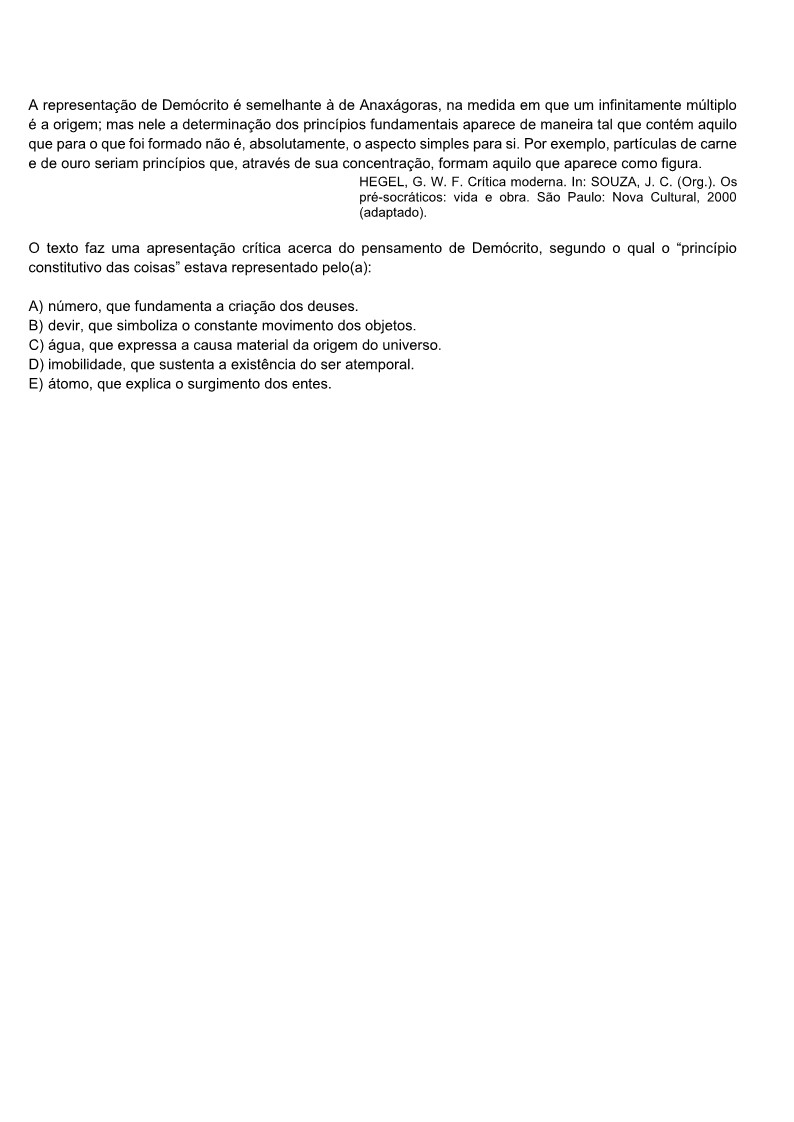 A representação de Demócrito é semelhante à de Anaxágoras, na medida em que um infinitamente múltiplo
é a origem; mas nele a determinação dos princípios fundamentais aparece de maneira tal que contém aquilo
que para o que foi formado não é, absolutamente, o aspecto simples para si. Por exemplo, partículas de carne
e de ouro seriam princípios que, através de sua concentração, formam aquilo que aparece como figura.
HEGEL, G. W. F. Crítica moderna. In: SOUZA, J. C. (Org.). Os
pré-socráticos: vida e obra. São Paulo: Nova Cultural, 2000
(adaptado).
O texto faz uma apresentação crítica acerca do pensamento de Demócrito, segundo o qual o “princípio
constitutivo das coisas” estava representado pelo(a):
A) número, que fundamenta a criação dos deuses.
B) devir, que simboliza o constante movimento dos objetos.
C) água, que expressa a causa material da origem do universo.
D) imobilidade, que sustenta a existência do ser atemporal.
E) átomo, que explica o surgimento dos entes.